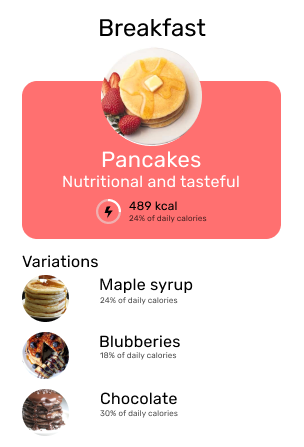 Breakfast
Pancakes
Nutritional and tasteful
489 kcal
24% of daily calories
Variations
Maple syrup
24% of daily calories
Blubberies
18% of daily calories
Chocolate
30% of daily calories